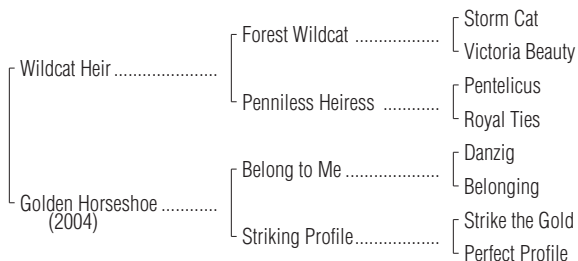 Storm Cat
Forest Wildcat ..................
Victoria Beauty
Wildcat Heir ......................
Pentelicus
Penniless Heiress ............
Royal Ties
Danzig
Belong to Me ....................
Belonging
Golden Horseshoe ............
(2004)
Strike the Gold
Striking Profile..................
Perfect Profile